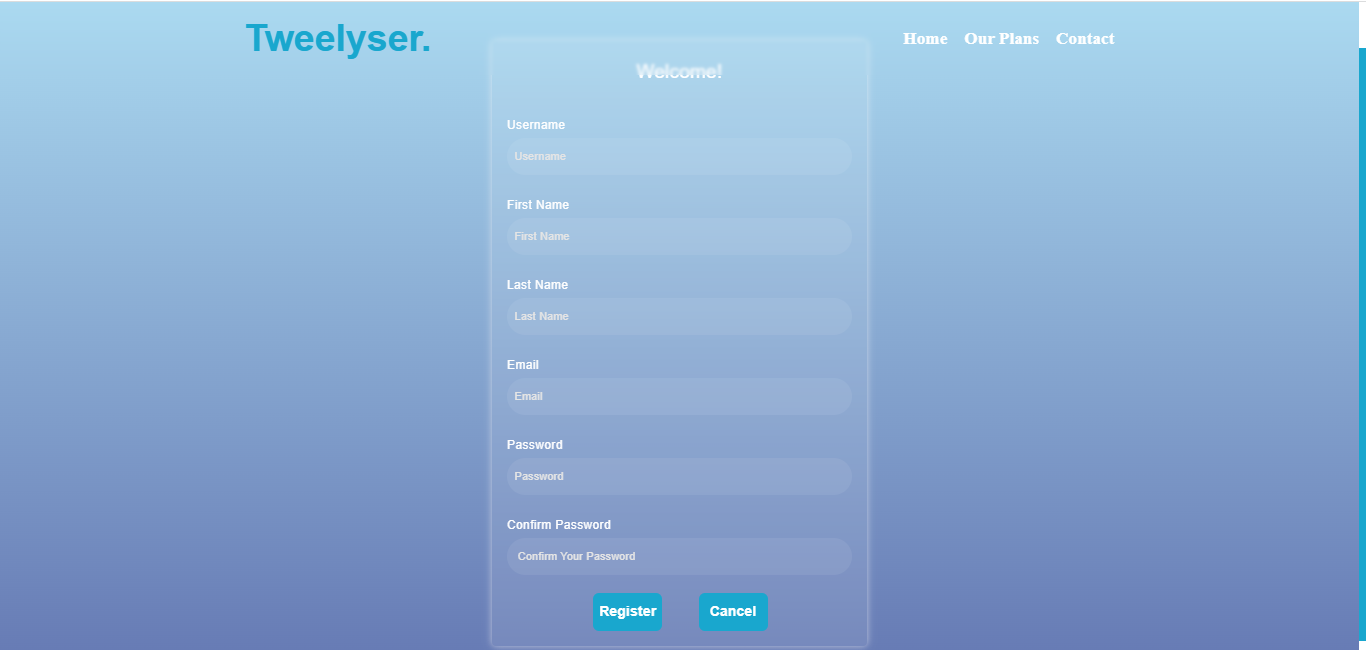 Tweelyser.
Home Our Plans Contact
Welcome!
Username
Username
First Name
First Name
Last Name
Last Name
Email
Email
Password
Password
Confirm Password
Confirm Your Password
Register Cancel